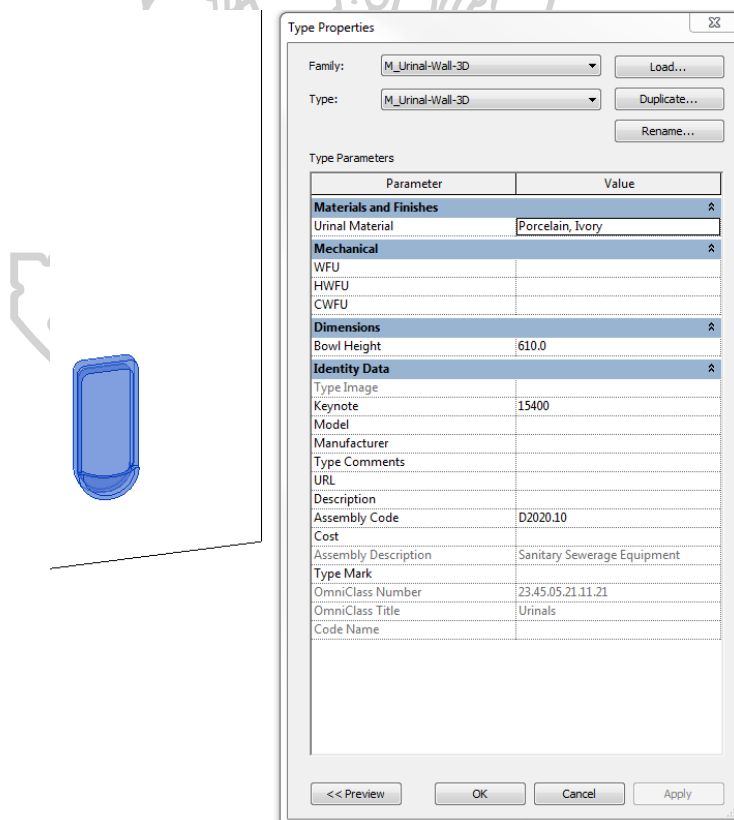 Type Properties
Family: M_Urinal-Wall-3D Load...
Type: M_Urinal-Wall-3D Duplicate...
Rename...
Type Parameters
Parameter Value
Materials and Finishes
Urinal Material Porcelain, Ivory
Mechanical
WFU
HWFU
CWFU
Dimensions
Bowl Height 610.0
Identity Data
Type Image
Keynote 15400
Model
Manufacturer
Type Comments
URL
Description
Assembly Code D2020.10
Cost
Assembly Description Sanitary Sewerage Equipment
Type Mark
OmniClass Number 23.45.05.21.11.21
OmniClass Title Urinals
Code Name
<< Preview OK Cancel Apply